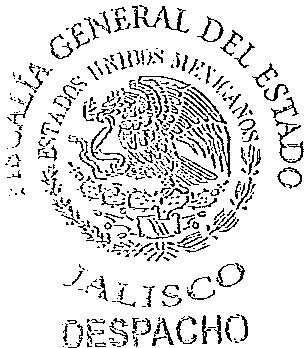 FISCALÍA GENERAL DEL ESTADO
ESTADOS UNIDOS MEXICANOS
JALISCO
DESPACHO